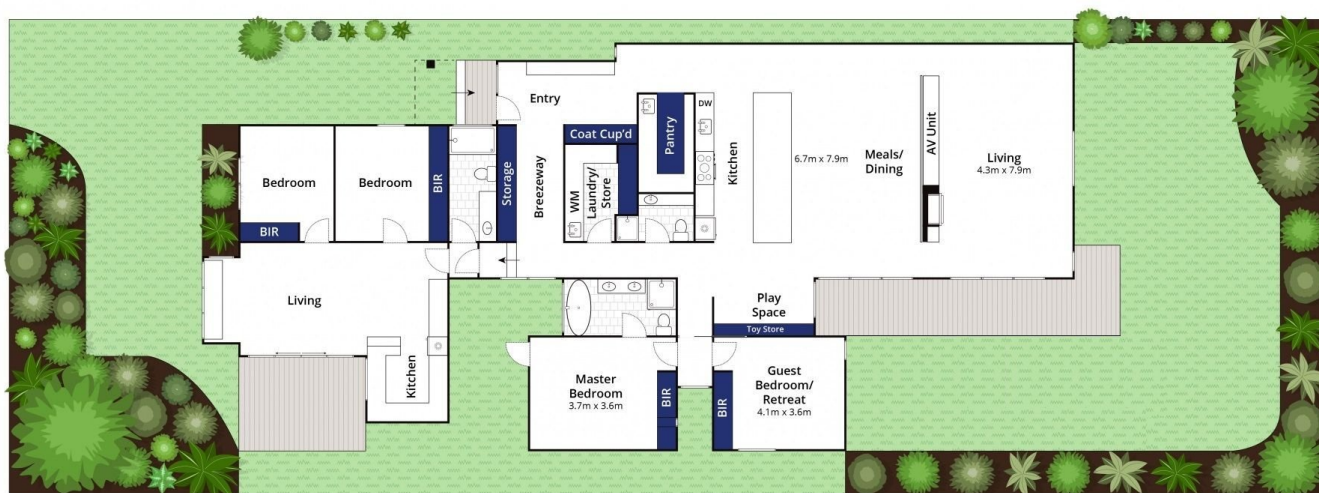 Entry
Coat Cup'd
Pantry
DW
Kitchen
6.7m x 7.9m
Meals/
Dining
AV Unit
Living
4.3m x 7.9m
Bedroom
BIR
Bedroom
BIR
Storage
Breezeway
WM
Laundry/
Store
Living
Kitchen
Play
Space
Toy Store
Master
Bedroom
3.7m x 3.6m
BIR
BIR
Guest
Bedroom/
Retreat
4.1m x 3.6m